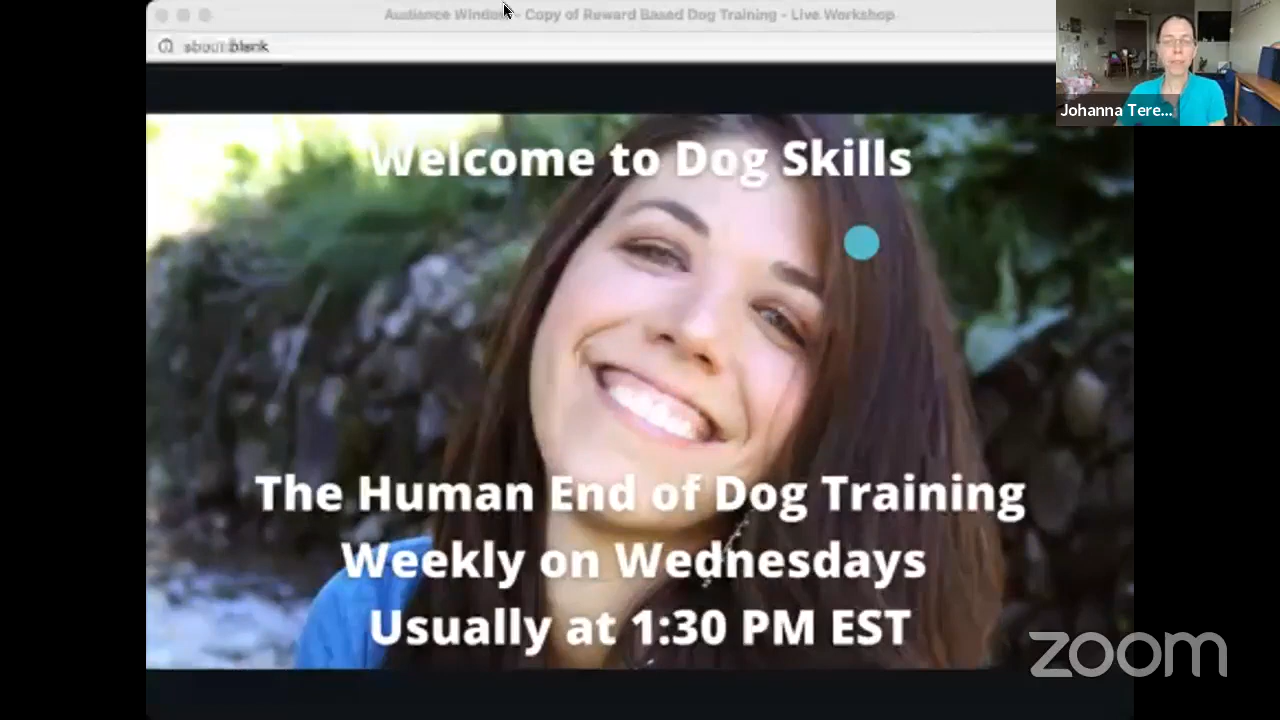 Audience Window - Copy of Reward Based Dog Training - Live Workshop
about:blank
Johanna Tere...
Welcome to Dog Skills
The Human End of Dog Training
Weekly on Wednesdays
Usually at 1:30 PM EST
zoom